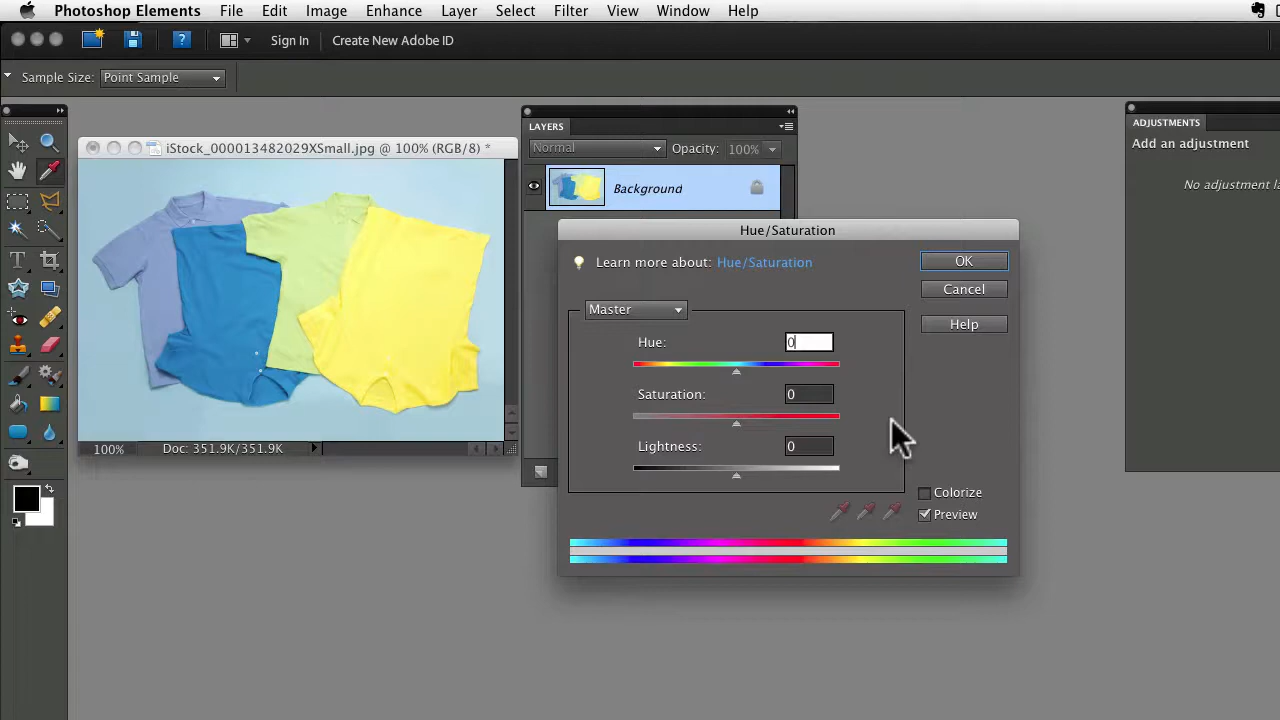 Photoshop Elements File Edit Image Enhance Layer Select Filter View Window Help
Sign In Create New Adobe ID
Sample Size: Point Sample
LAYERS
Normal Opacity: 100%
Background
iStock_000013482029XSmall.jpg @ 100% (RGB/8) *
100% Doc: 351.9K/351.9K
ADJUSTMENTS
Add an adjustment
No adjustment la
Hue/Saturation
Learn more about: Hue/Saturation
OK
Cancel
Help
Master
Hue: 0
Saturation: 0
Lightness: 0
Colorize
Preview